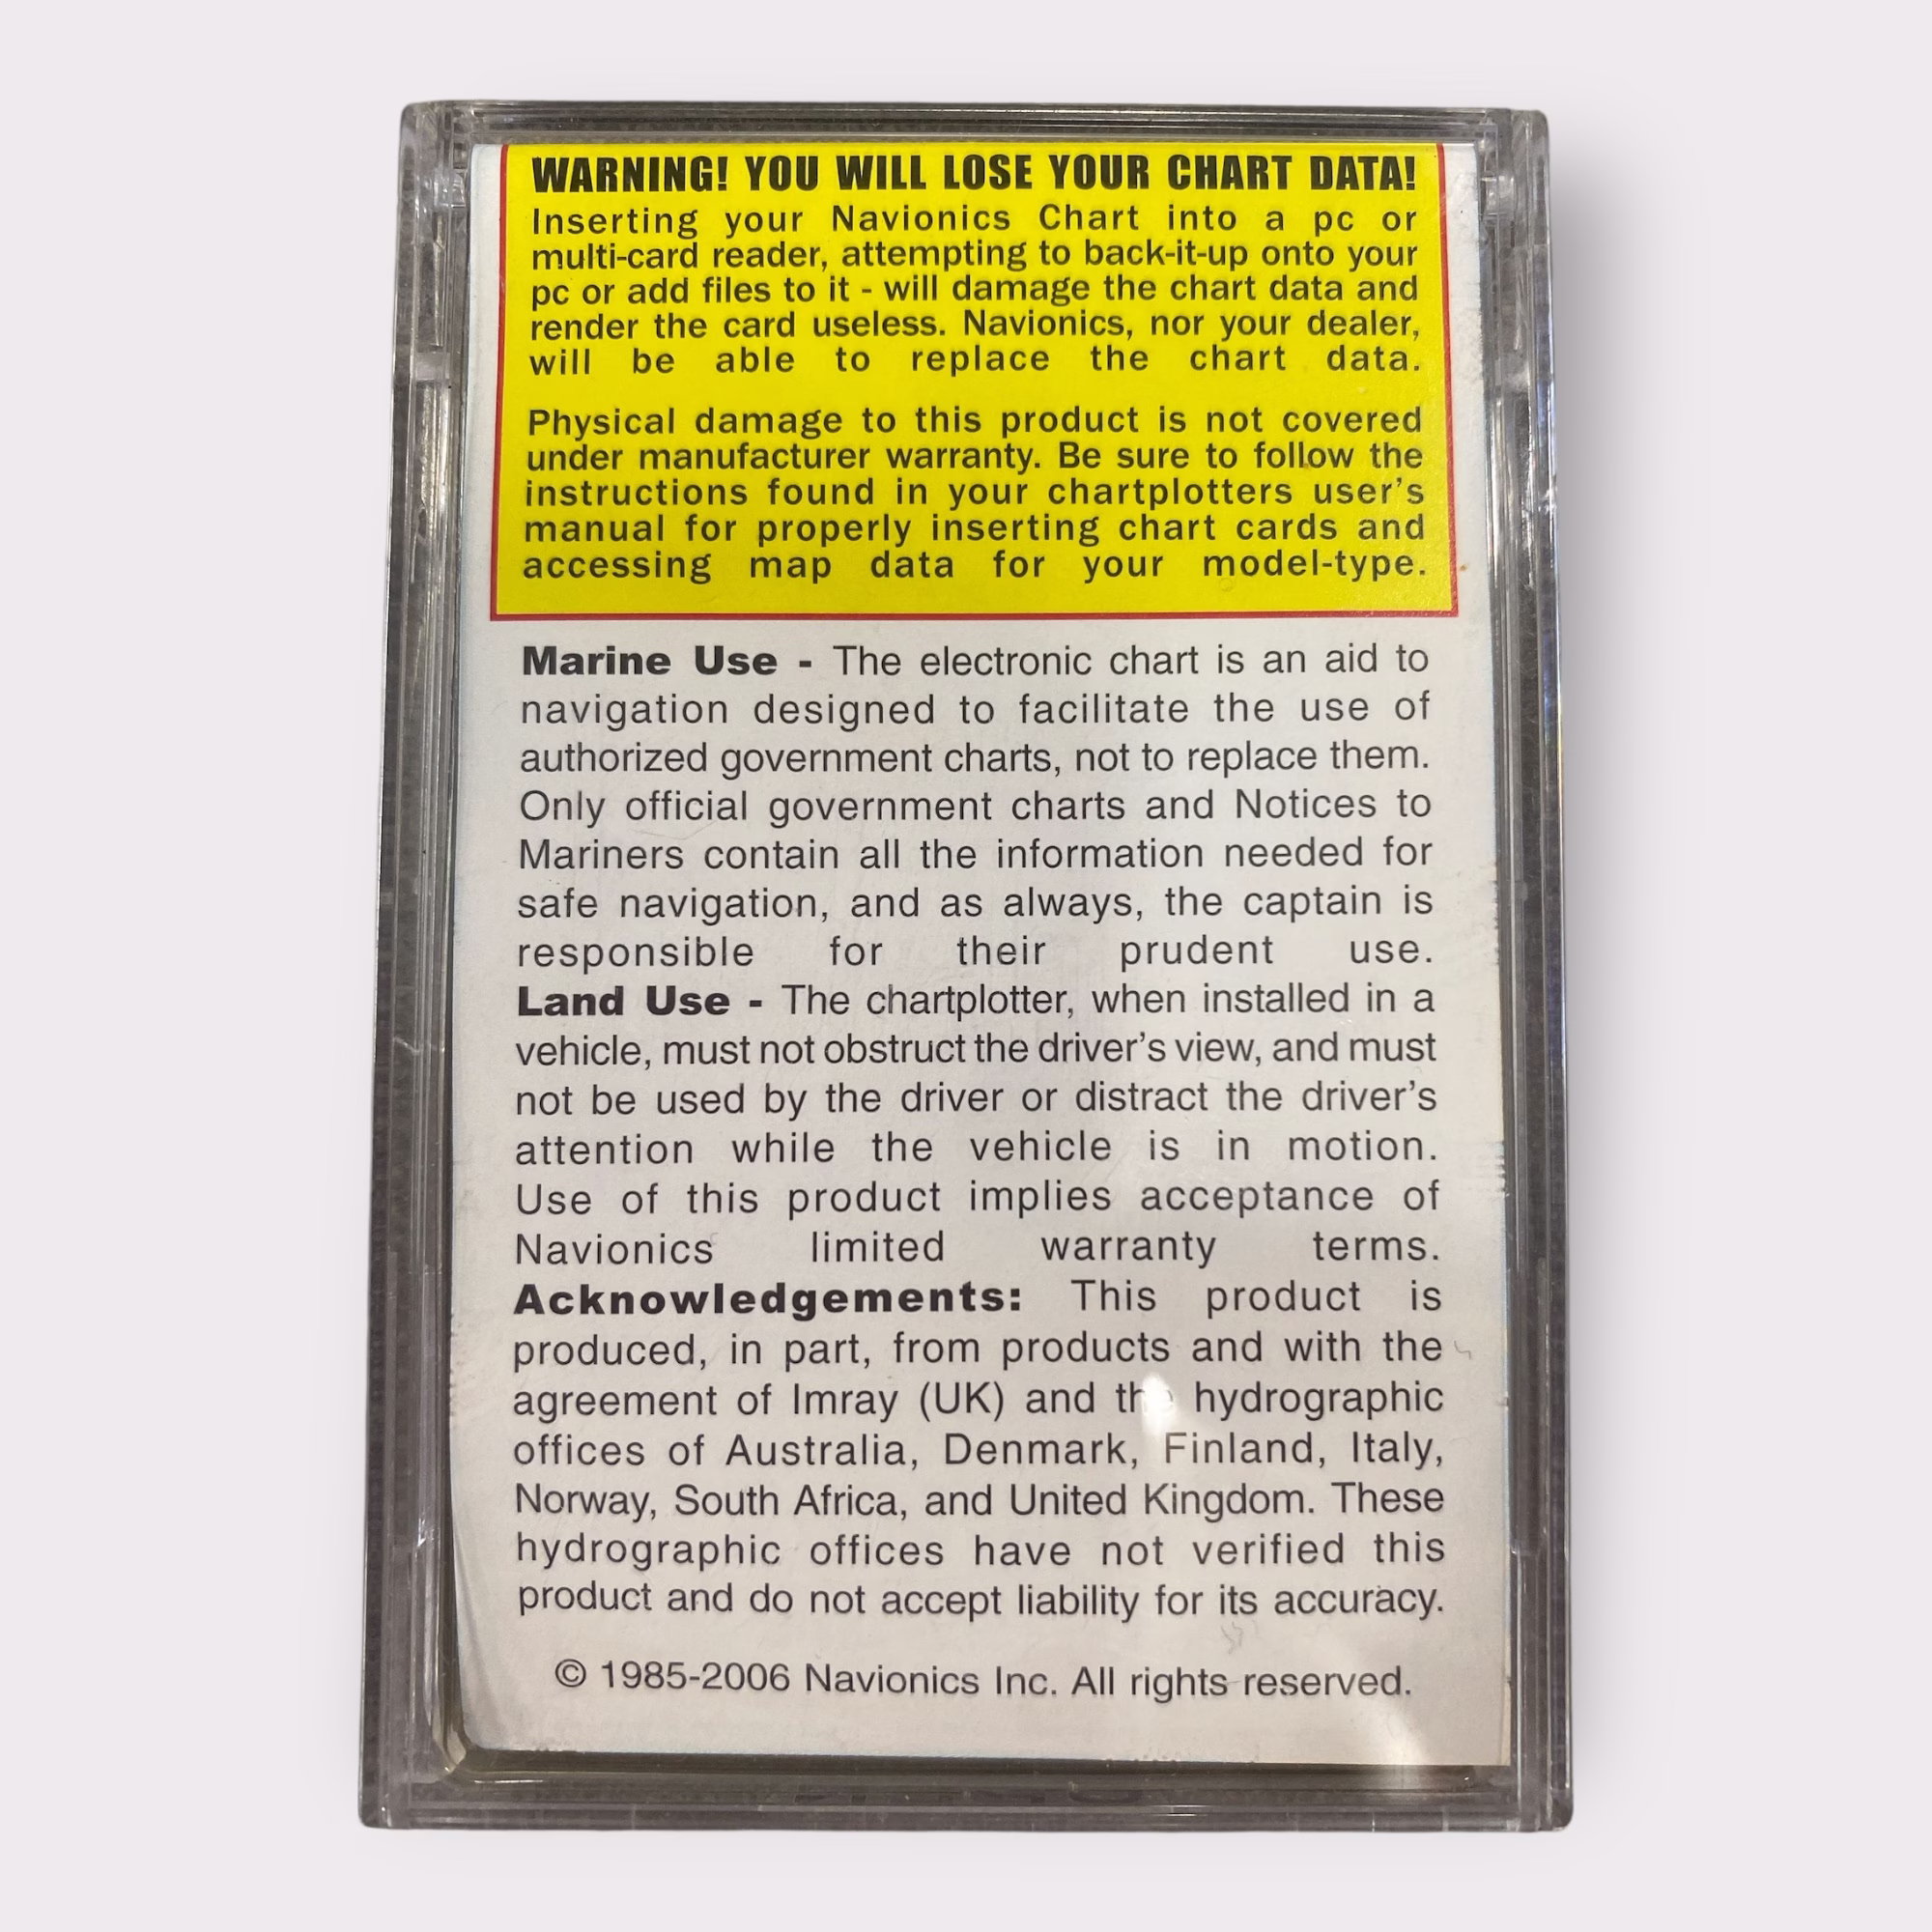 WARNING! YOU WILL LOSE YOUR CHART DATA!
Inserting your Navionics Chart into a pc or
multi-card reader, attempting to back-it-up onto your
pc or add files to it - will damage the chart data and
render the card useless. Navionics, nor your dealer,
will be able to replace the chart data.
Physical damage to this product is not covered
under manufacturer warranty. Be sure to follow the
instructions found in your chartplotters user's
manual for properly inserting chart cards and
accessing map data for your model-type.
Marine Use - The electronic chart is an aid to
navigation designed to facilitate the use of
authorized government charts, not to replace them.
Only official government charts and Notices to
Mariners contain all the information needed for
safe navigation, and as always, the captain is
responsible for their prudent use.
Land Use - The chartplotter, when installed in a
vehicle, must not obstruct the driver's view, and must
not be used by the driver or distract the driver's
attention while the vehicle is in motion.
Use of this product implies acceptance of
Navionics limited warranty terms.
Acknowledgements: This product is
produced, in part, from products and with the
agreement of Imray (UK) and the hydrographic
offices of Australia, Denmark, Finland, Italy,
Norway, South Africa, and United Kingdom. These
hydrographic offices have not verified this
product and do not accept liability for its accuracy.
© 1985-2006 Navionics Inc. All rights reserved.